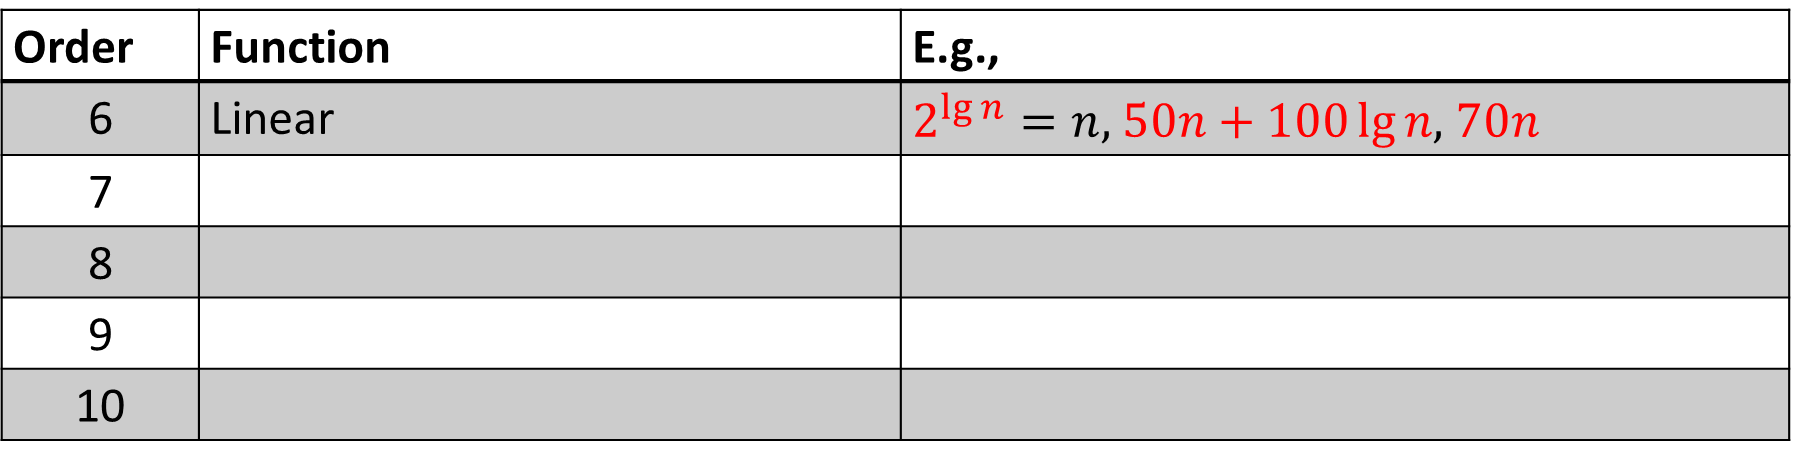 Order Function E.g.,
6 Linear 2^{lg n} = n, 50n + 100 lg n, 70n
7
8
9
10